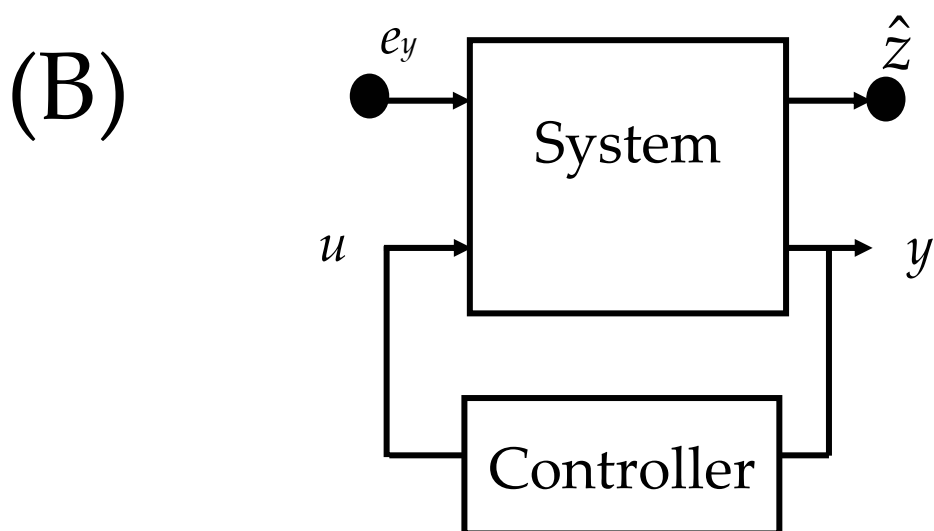 (B)
e_y
ẑ
System
u
y
Controller